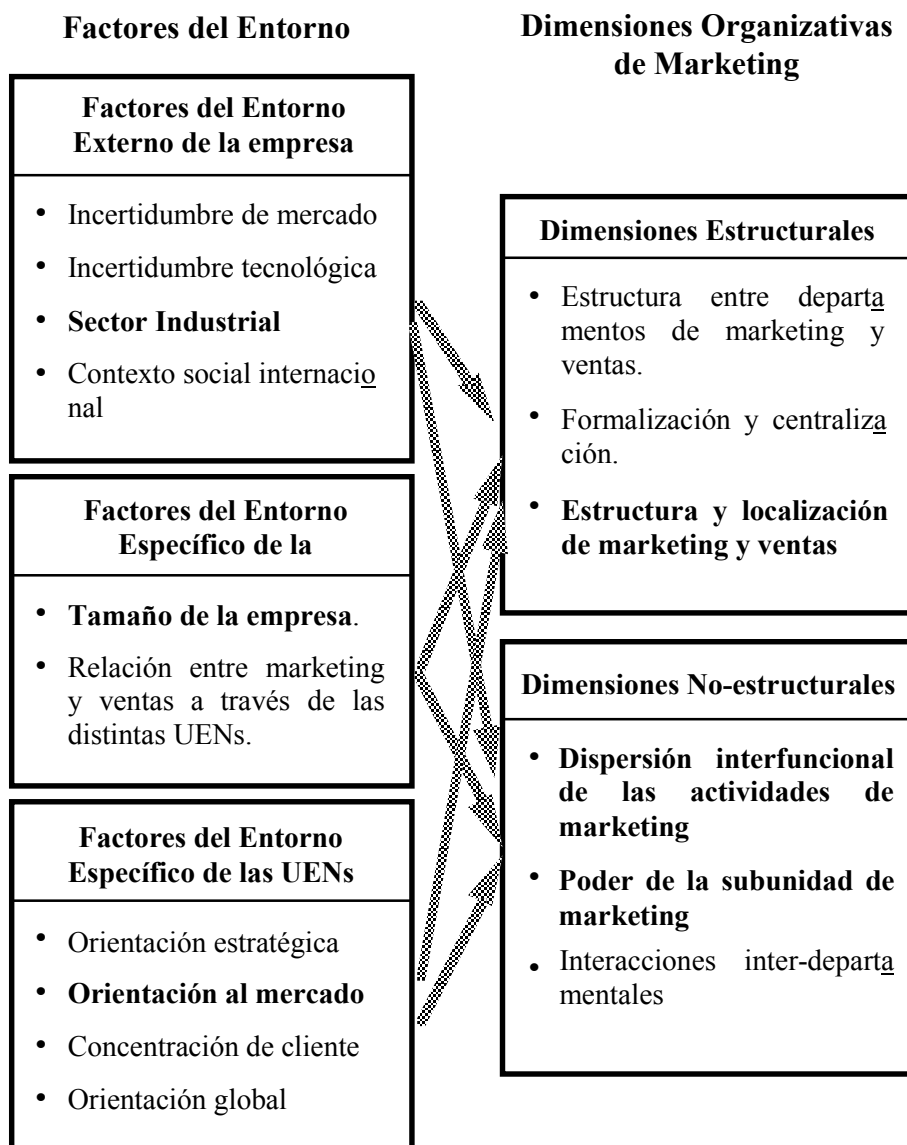 Factores del Entorno
Factores del Entorno
Externo de la empresa
• Incertidumbre de mercado
• Incertidumbre tecnológica
• Sector Industrial
• Contexto social internacio
nal
Factores del Entorno
Específico de la
• Tamaño de la empresa.
• Relación entre marketing
y ventas a través de las
distintas UENs.
Factores del Entorno
Específico de las UENs
• Orientación estratégica
• Orientación al mercado
• Concentración de cliente
• Orientación global
Dimensiones Organizativas
de Marketing
Dimensiones Estructurales
• Estructura entre departa
mentos de marketing y
ventas.
• Formalización y centraliza
ción.
• Estructura y localización
de marketing y ventas
Dimensiones No-estructurales
• Dispersión interfuncional
de las actividades de
marketing
• Poder de la subunidad de
marketing
• Interacciones inter-departa
mentales